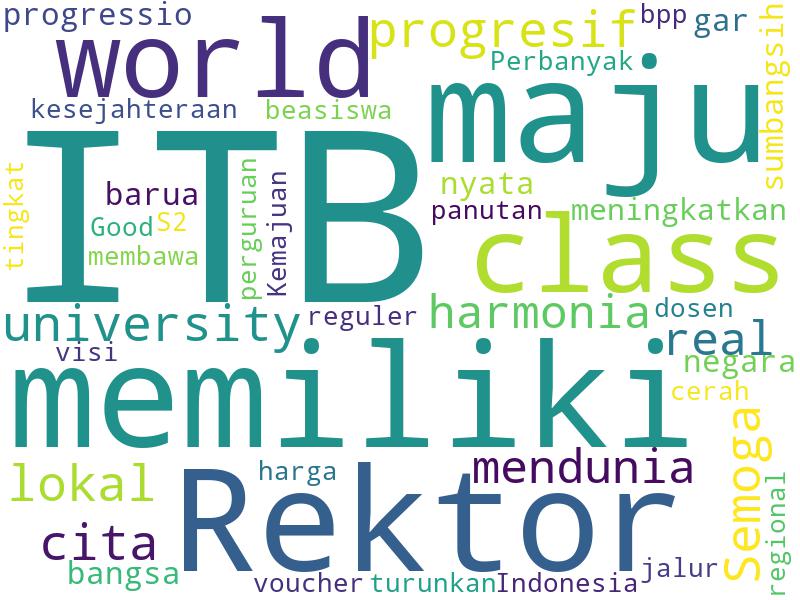 progressio
world
progresif
bpp
gar
sumbangsih
Perbanyak
kesejahteraan
beasiswa
maju
ITB
tingkat
barua
Good
S2
membawa
perguruan
Kemajuan
nyata
panutan
meningkatkan
class
university
reguler
harmonia
dosen
real
visi
negara
memiliki
cerah
Semoga
regional
lokal
harga
mendunia
Rektor
cita
bangsa
voucher
turunkan
Indonesia
jalur